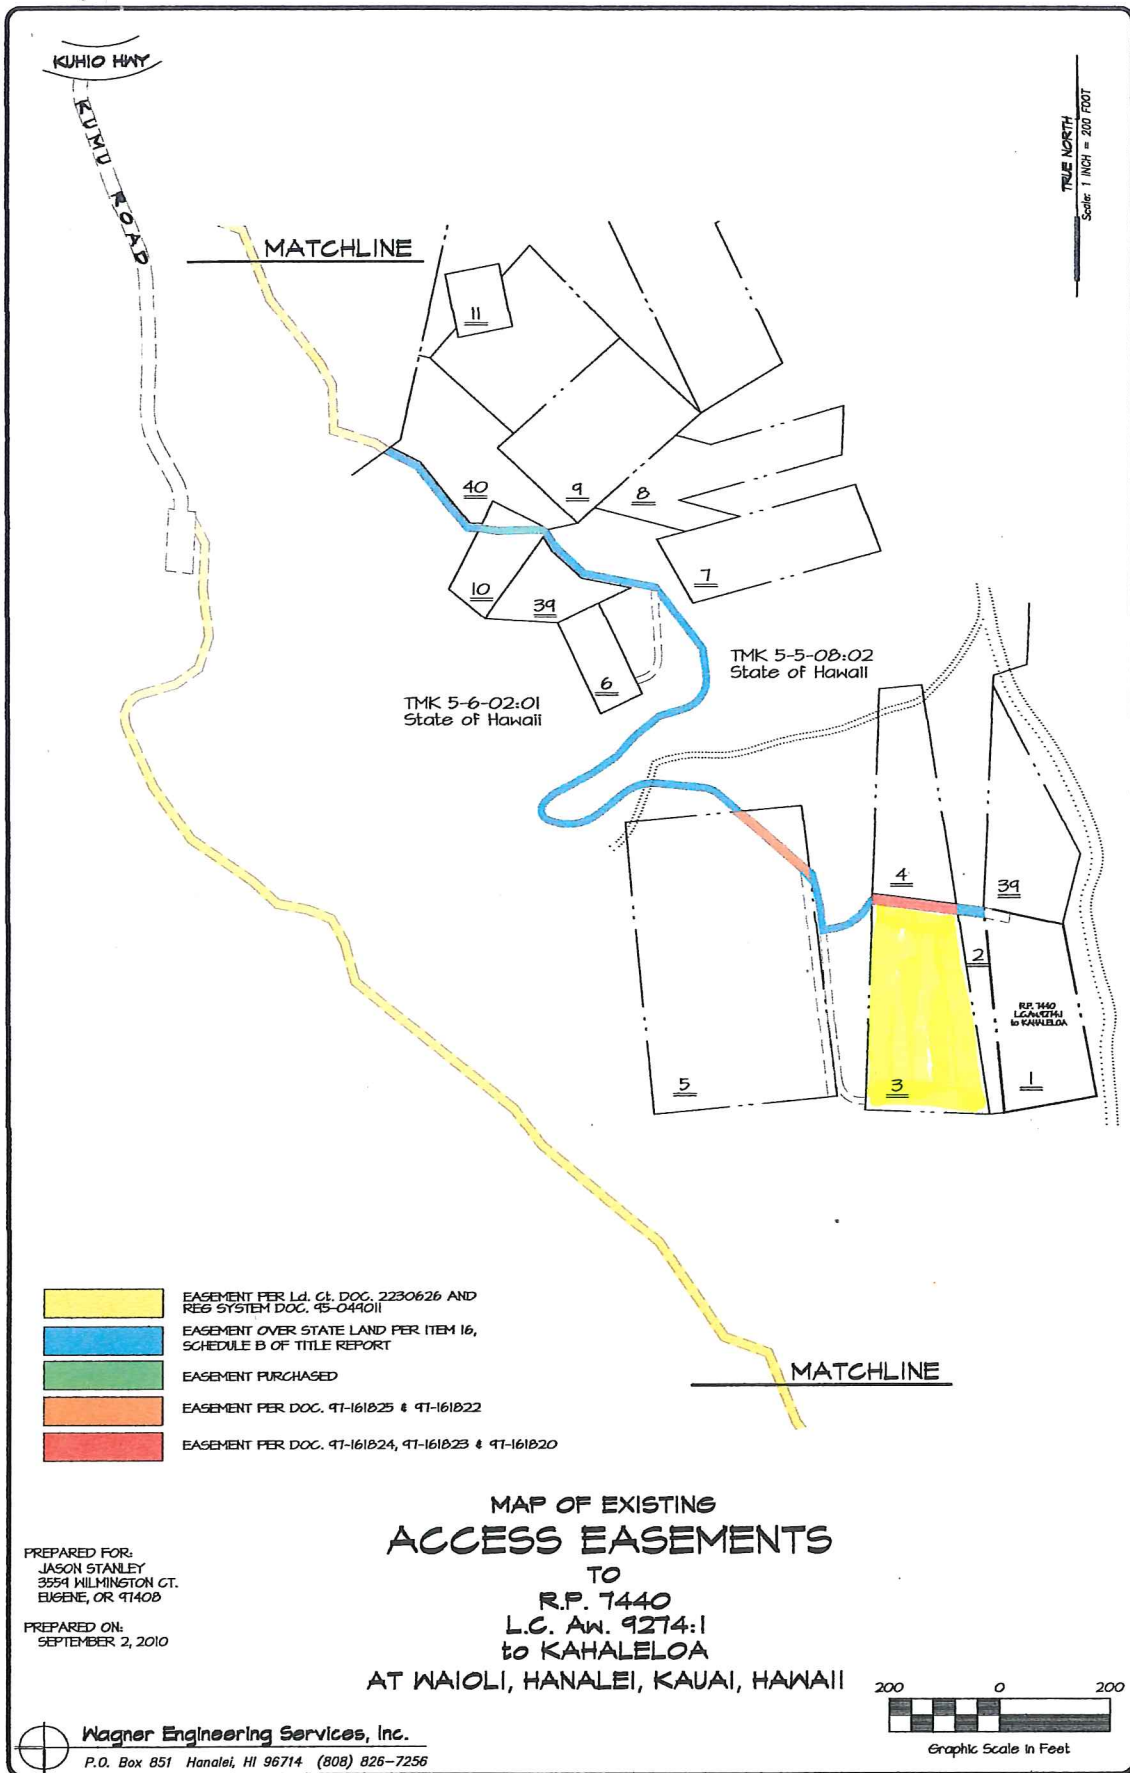 KUHIO HWY
KUMU ROAD
TRUE NORTH
Scale: 1 INCH = 200 FOOT
MATCHLINE
11
40
9
8
10
39
7
6
TMK 5-5-08:02
State of Hawaii
TMK 5-6-02:01
State of Hawaii
4
39
2
R.P. 7440
L.C.Aw.9274:1
to KAHALELOA
5
3
1
EASEMENT PER Ld. Ct. DOC. 2230626 AND
REG SYSTEM DOC. 95-049011
EASEMENT OVER STATE LAND PER ITEM 16,
SCHEDULE B OF TITLE REPORT
EASEMENT PURCHASED
EASEMENT PER DOC. 97-161825 & 97-161822
EASEMENT PER DOC. 97-161824, 97-161823 & 97-161820
MATCHLINE
MAP OF EXISTING
ACCESS EASEMENTS
TO
R.P. 7440
L.C. Aw. 9274:1
to KAHALELOA
AT WAIOLI, HANALEI, KAUAI, HAWAII
PREPARED FOR:
JASON STANLEY
3559 WILMINGTON CT.
EUGENE, OR 97408
PREPARED ON:
SEPTEMBER 2, 2010
200 0 200
Graphic Scale in Feet
Wagner Engineering Services, Inc.
P.O. Box 851 Hanalei, HI 96714 (808) 826-7256